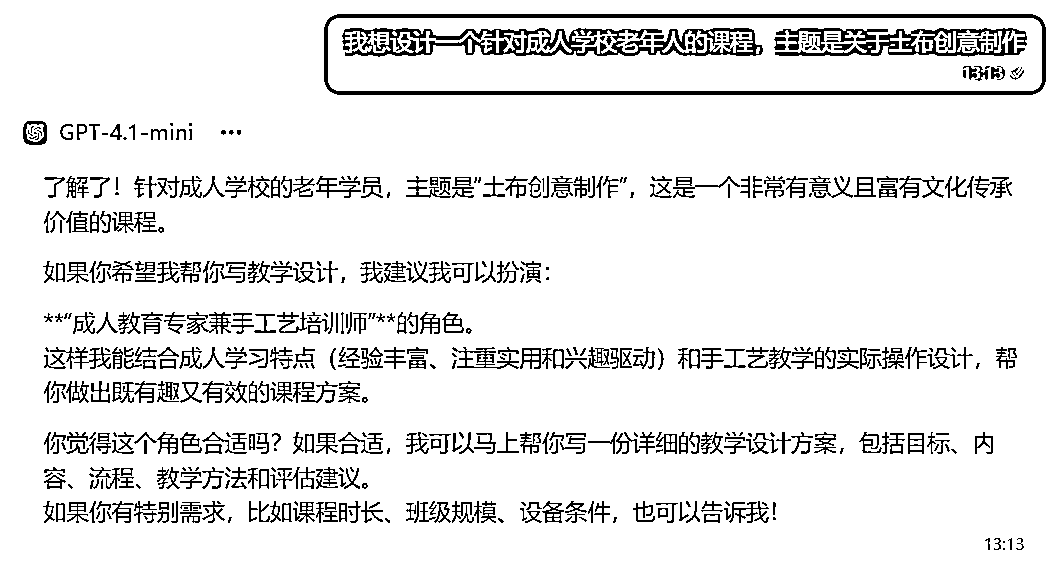 我想设计一个针对成人学校老年人的课程，主题是关于土布创意制作
13:13
GPT-4.1-mini ···
了解了！针对成人学校的老年学员，主题是“土布创意制作”，这是一个非常有意义且富有文化传承
价值的课程。
如果你希望我帮你写教学设计，我建议我可以扮演：
**“成人教育专家兼手工艺培训师”**的角色。
这样我能结合成人学习特点（经验丰富、注重实用和兴趣驱动）和手工艺教学的实际操作设计，帮
你做出既有趣又有效的课程方案。
你觉得这个角色合适吗？如果合适，我可以马上帮你写一份详细的教学设计方案，包括目标、内
容、流程、教学方法和评估建议。
如果你有特别需求，比如课程时长、班级规模、设备条件，也可以告诉我！
13:13